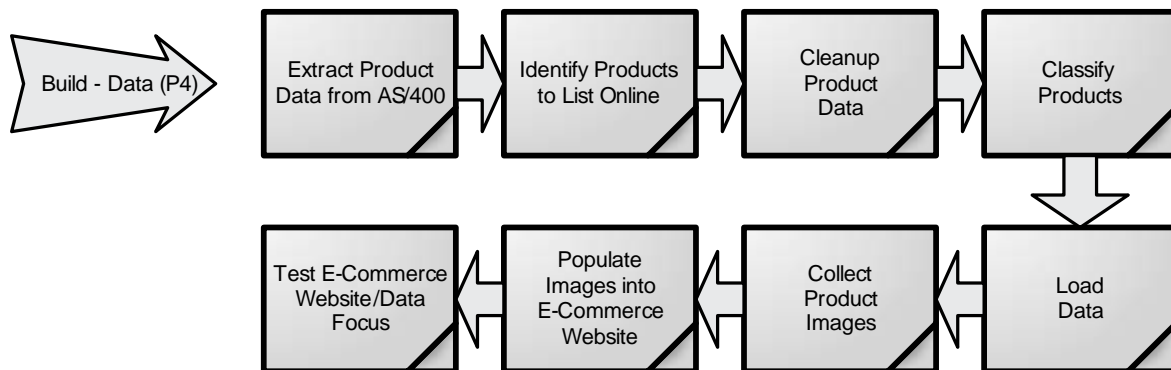 Build - Data (P4)
Extract Product
Data from AS/400
Identify Products
to List Online
Cleanup
Product
Data
Classify
Products
Load
Data
Collect
Product
Images
Populate
Images into
E-Commerce
Website
Test E-Commerce
Website/Data
Focus